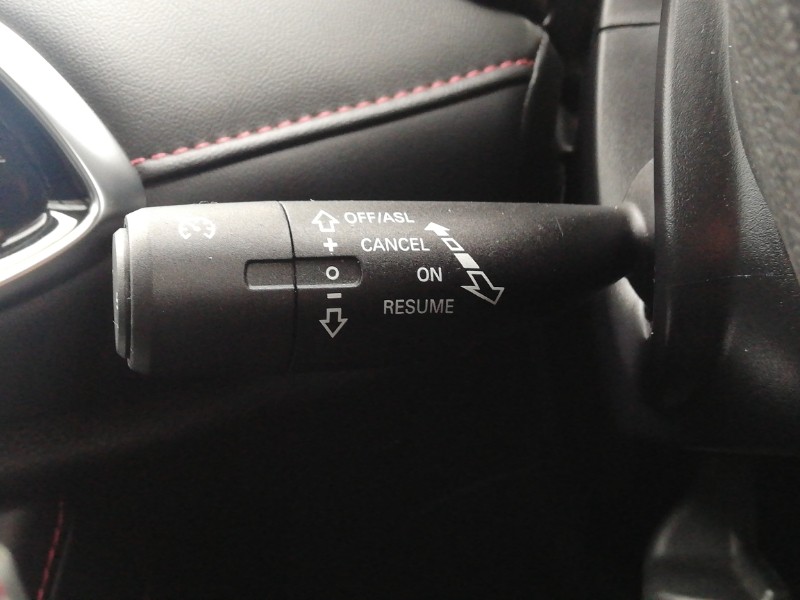 OFF/ASL
+ CANCEL
O ON
− RESUME